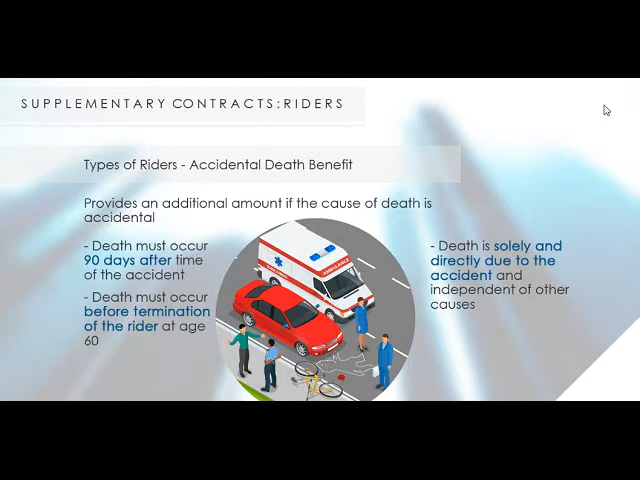 SUPPLEMENTARY CONTRACTS:RIDERS
Types of Riders - Accidental Death Benefit
Provides an additional amount if the cause of death is
accidental
- Death must occur
90 days after time
of the accident
- Death must occur
before termination
of the rider at age
60
- Death is solely and
directly due to the
accident and
independent of other
causes
AMBULANCE